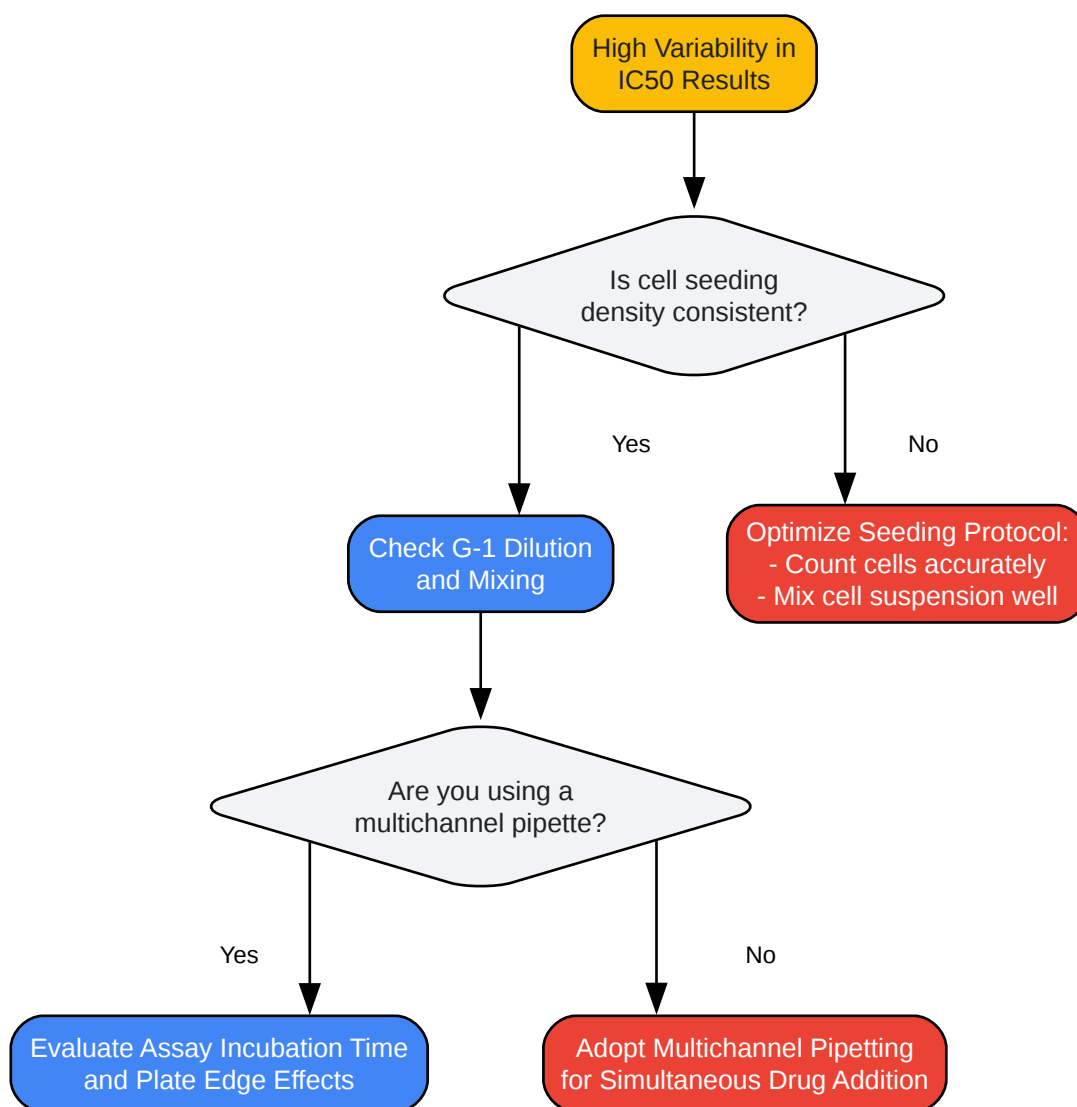 High Variability in
IC50 Results
Is cell seeding
density consistent?
Yes
No
Check G-1 Dilution
and Mixing
Optimize Seeding Protocol:
- Count cells accurately
- Mix cell suspension well
Are you using a
multichannel pipette?
Yes
No
Evaluate Assay Incubation Time
and Plate Edge Effects
Adopt Multichannel Pipetting
for Simultaneous Drug Addition